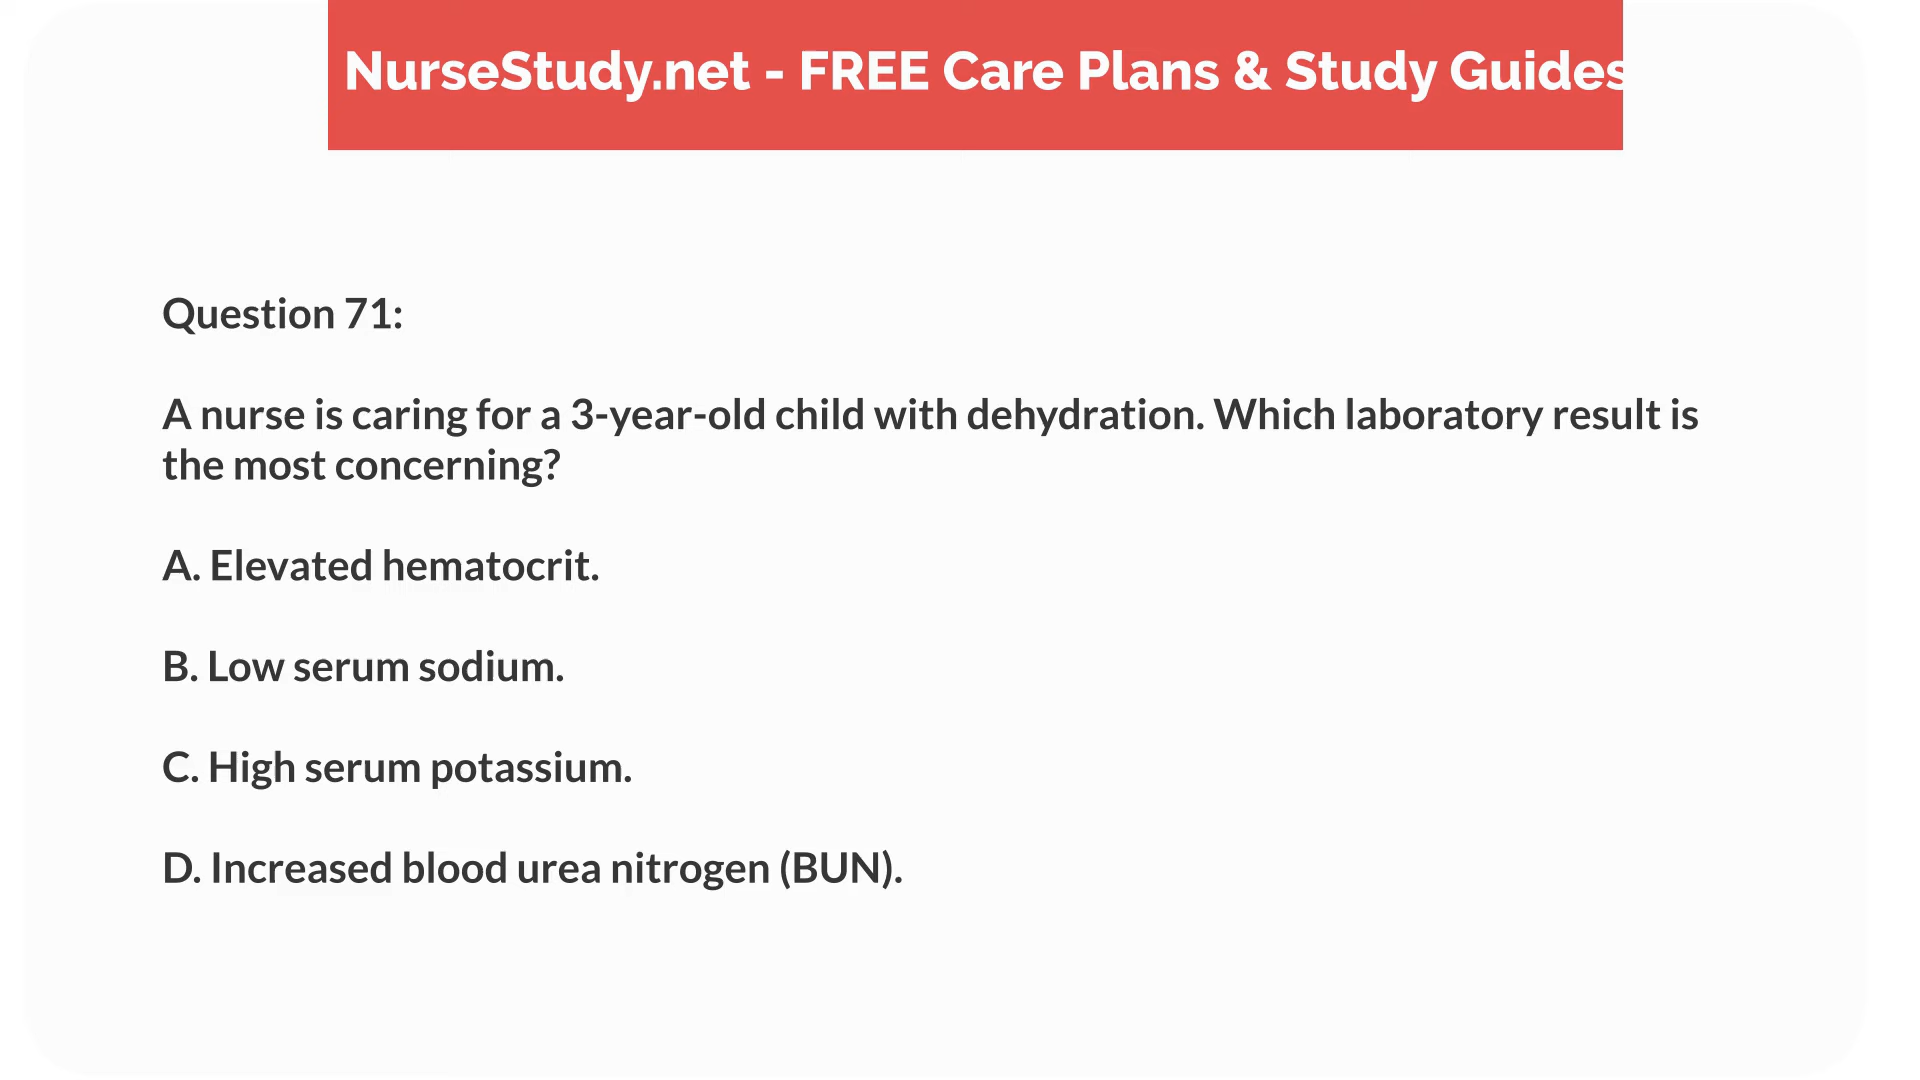 NurseStudy.net - FREE Care Plans & Study Guides
Question 71:
A nurse is caring for a 3-year-old child with dehydration. Which laboratory result is
the most concerning?
A. Elevated hematocrit.
B. Low serum sodium.
C. High serum potassium.
D. Increased blood urea nitrogen (BUN).